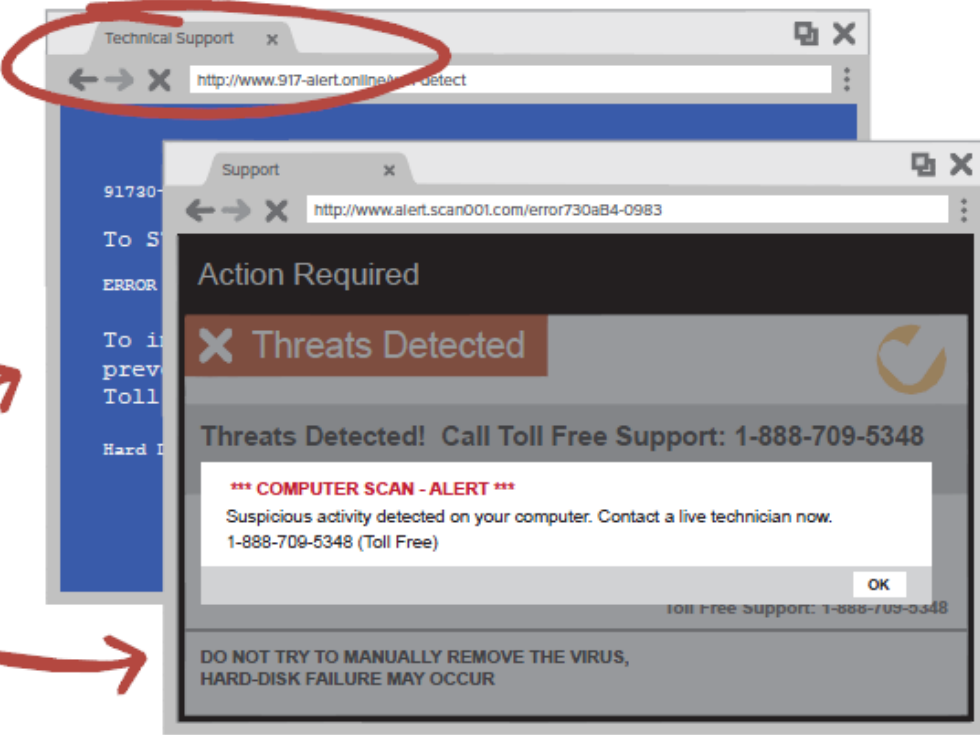 Technical Support
http://www.917-alert.online/ detect
91730-
To S
ERROR
To i
prev
Toll
Hard
Support
http://www.alert.scan001.com/error730aB4-0983
Action Required
Threats Detected
Threats Detected! Call Toll Free Support: 1-888-709-5348
*** COMPUTER SCAN - ALERT ***
Suspicious activity detected on your computer. Contact a live technician now.
1-888-709-5348 (Toll Free)
OK
Toll Free Support: 1-888-709-5348
DO NOT TRY TO MANUALLY REMOVE THE VIRUS,
HARD-DISK FAILURE MAY OCCUR